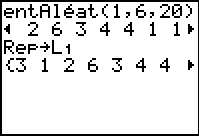 entAléat(1,6,20)
◂ 2 6 3 4 4 1 1▸
Rep→L₁
{3 1 2 6 3 4 4 ▸